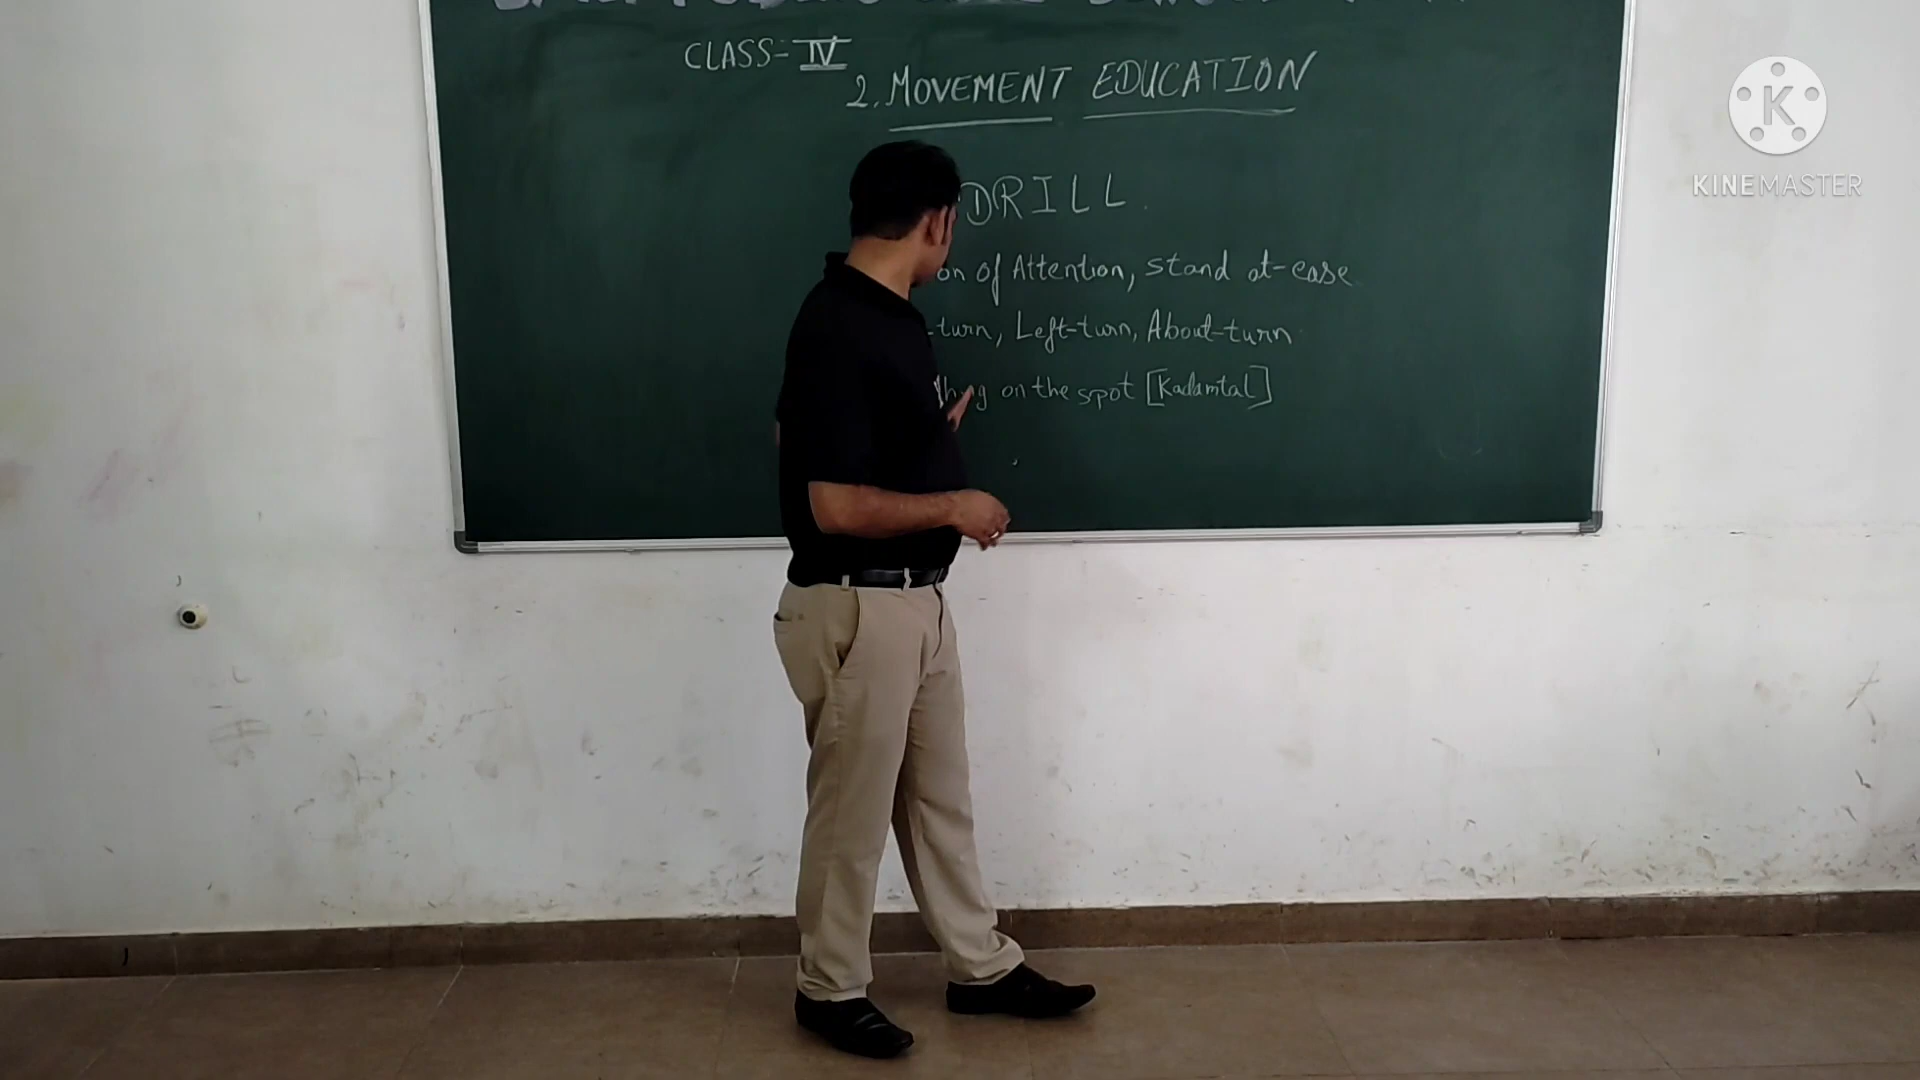 CLASS-IV
2. MOVEMENT EDUCATION
DRILL
on of Attention, stand at-ease
-turn, Left-turn, About-turn
hing on the spot [Kadamtal]
K
KINEMASTER